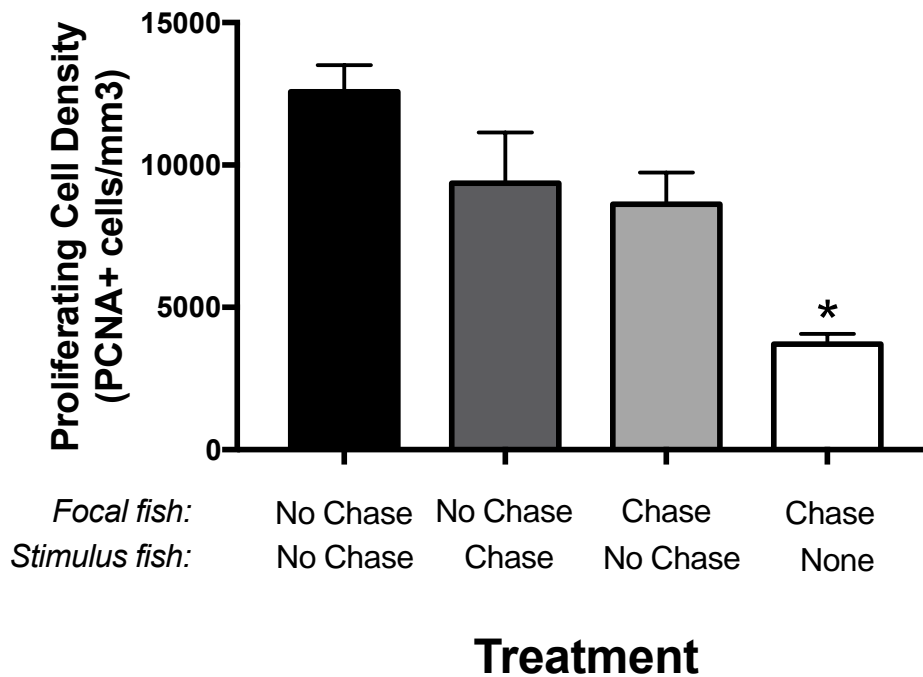 Proliferating Cell Density
(PCNA+ cells/mm3)
15000
10000
5000
0
*
Focal fish: No Chase No Chase Chase Chase
Stimulus fish: No Chase Chase No Chase None
Treatment